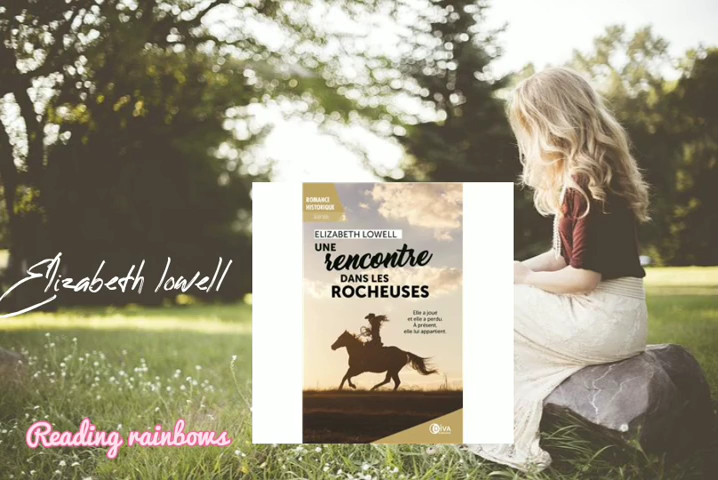 Elizabeth lowell
Reading rainbows
ROMANCE
HISTORIQUE
ELIZABETH LOWELL
UNE
rencontre
DANS LES
ROCHEUSES
Elle a joué
et elle a perdu.
À présent,
elle lui appartient.
DIVA